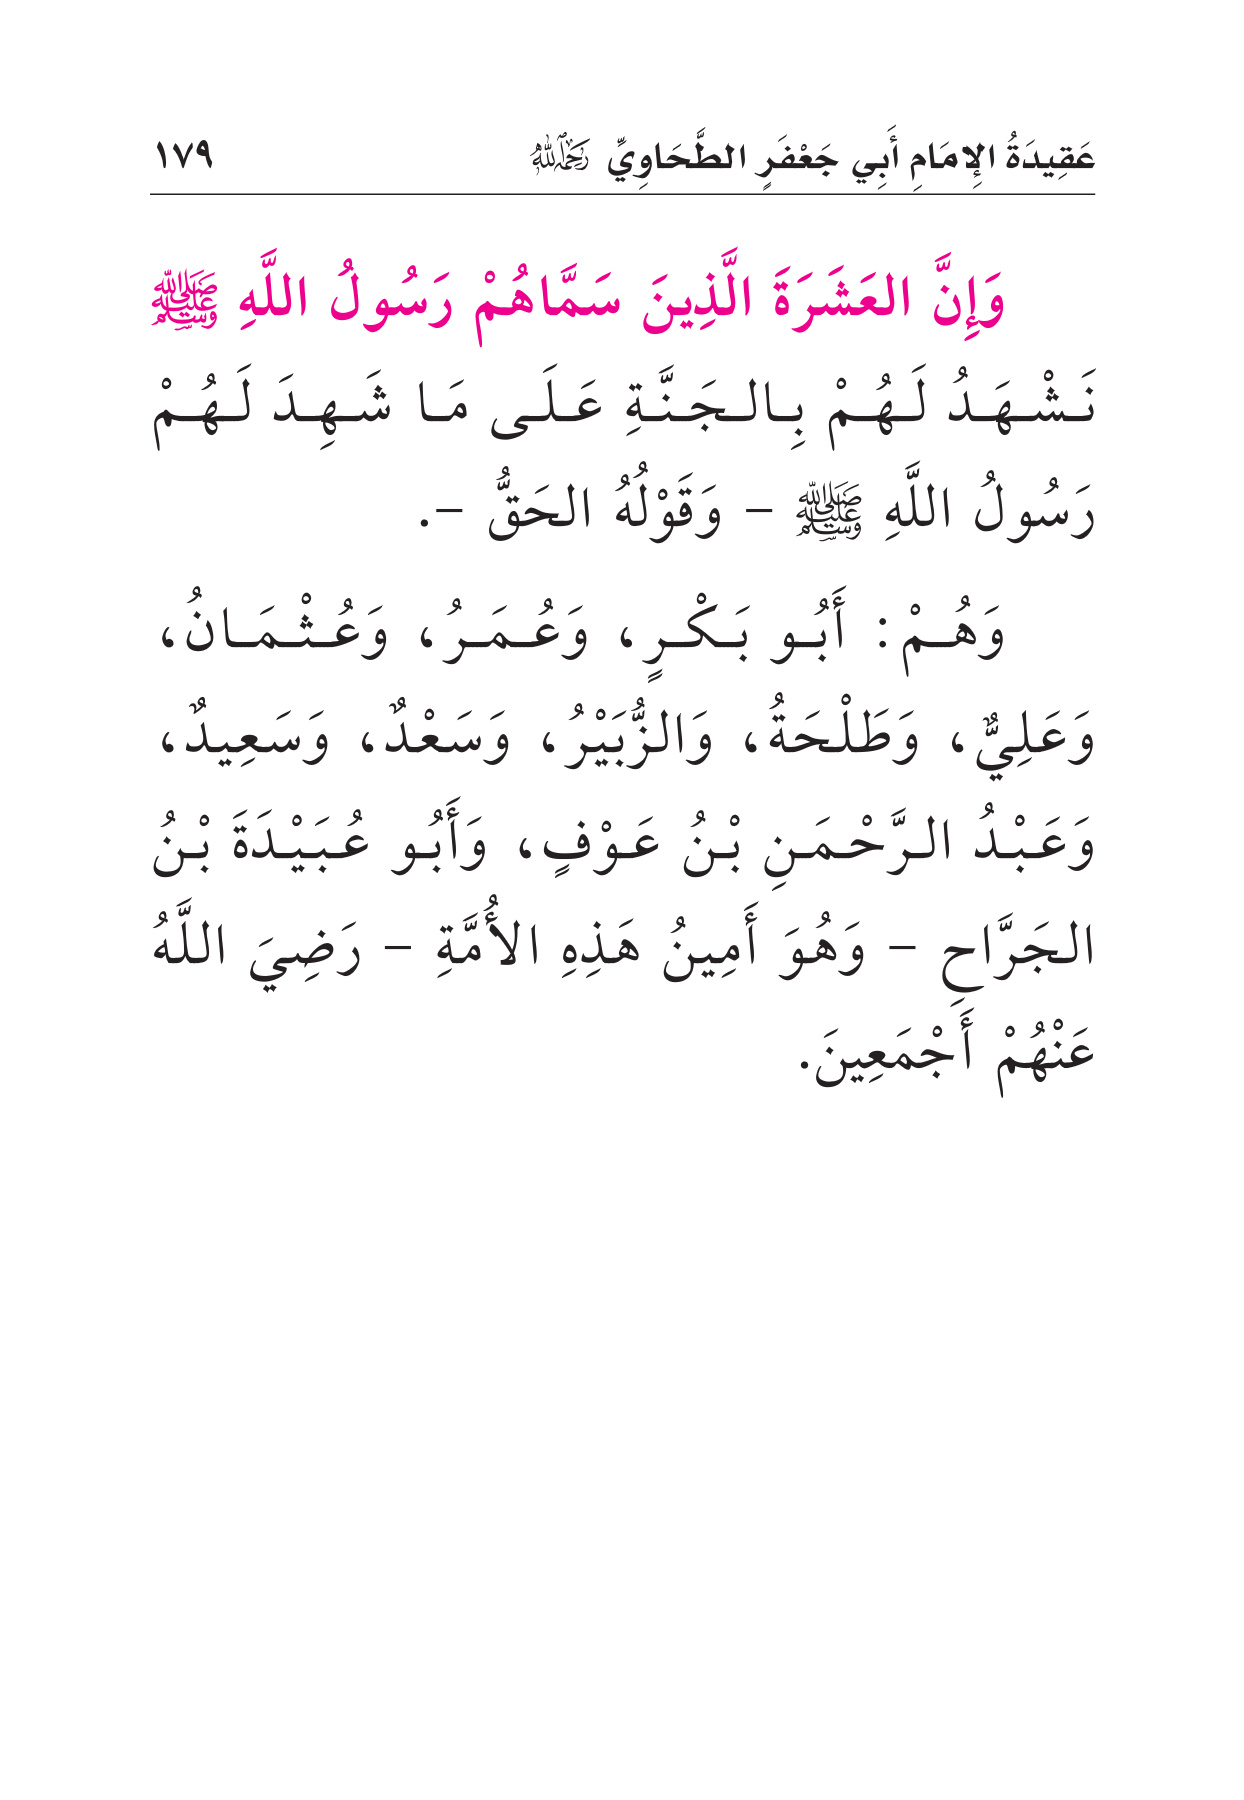 عَقِيدَةُ الإِمَامِ أَبِي جَعْفَرٍ الطَّحَاوِيِّ رَحِمَهُ اللَّهُ ١٧٩
وَإِنَّ العَشَرَةَ الَّذِينَ سَمَّاهُمْ رَسُولُ اللَّهِ ﷺ
نَشْهَدُ لَهُمْ بِالجَنَّةِ عَلَى مَا شَهِدَ لَهُمْ
رَسُولُ اللَّهِ ﷺ – وَقَوْلُهُ الحَقُّ –.
وَهُمْ: أَبُو بَكْرٍ، وَعُمَرُ، وَعُثْمَانُ،
وَعَلِيٌّ، وَطَلْحَةُ، وَالزُّبَيْرُ، وَسَعْدٌ، وَسَعِيدٌ،
وَعَبْدُ الرَّحْمَنِ بْنُ عَوْفٍ، وَأَبُو عُبَيْدَةَ بْنُ
الجَرَّاحِ – وَهُوَ أَمِينُ هَذِهِ الأُمَّةِ – رَضِيَ اللَّهُ
عَنْهُمْ أَجْمَعِينَ.